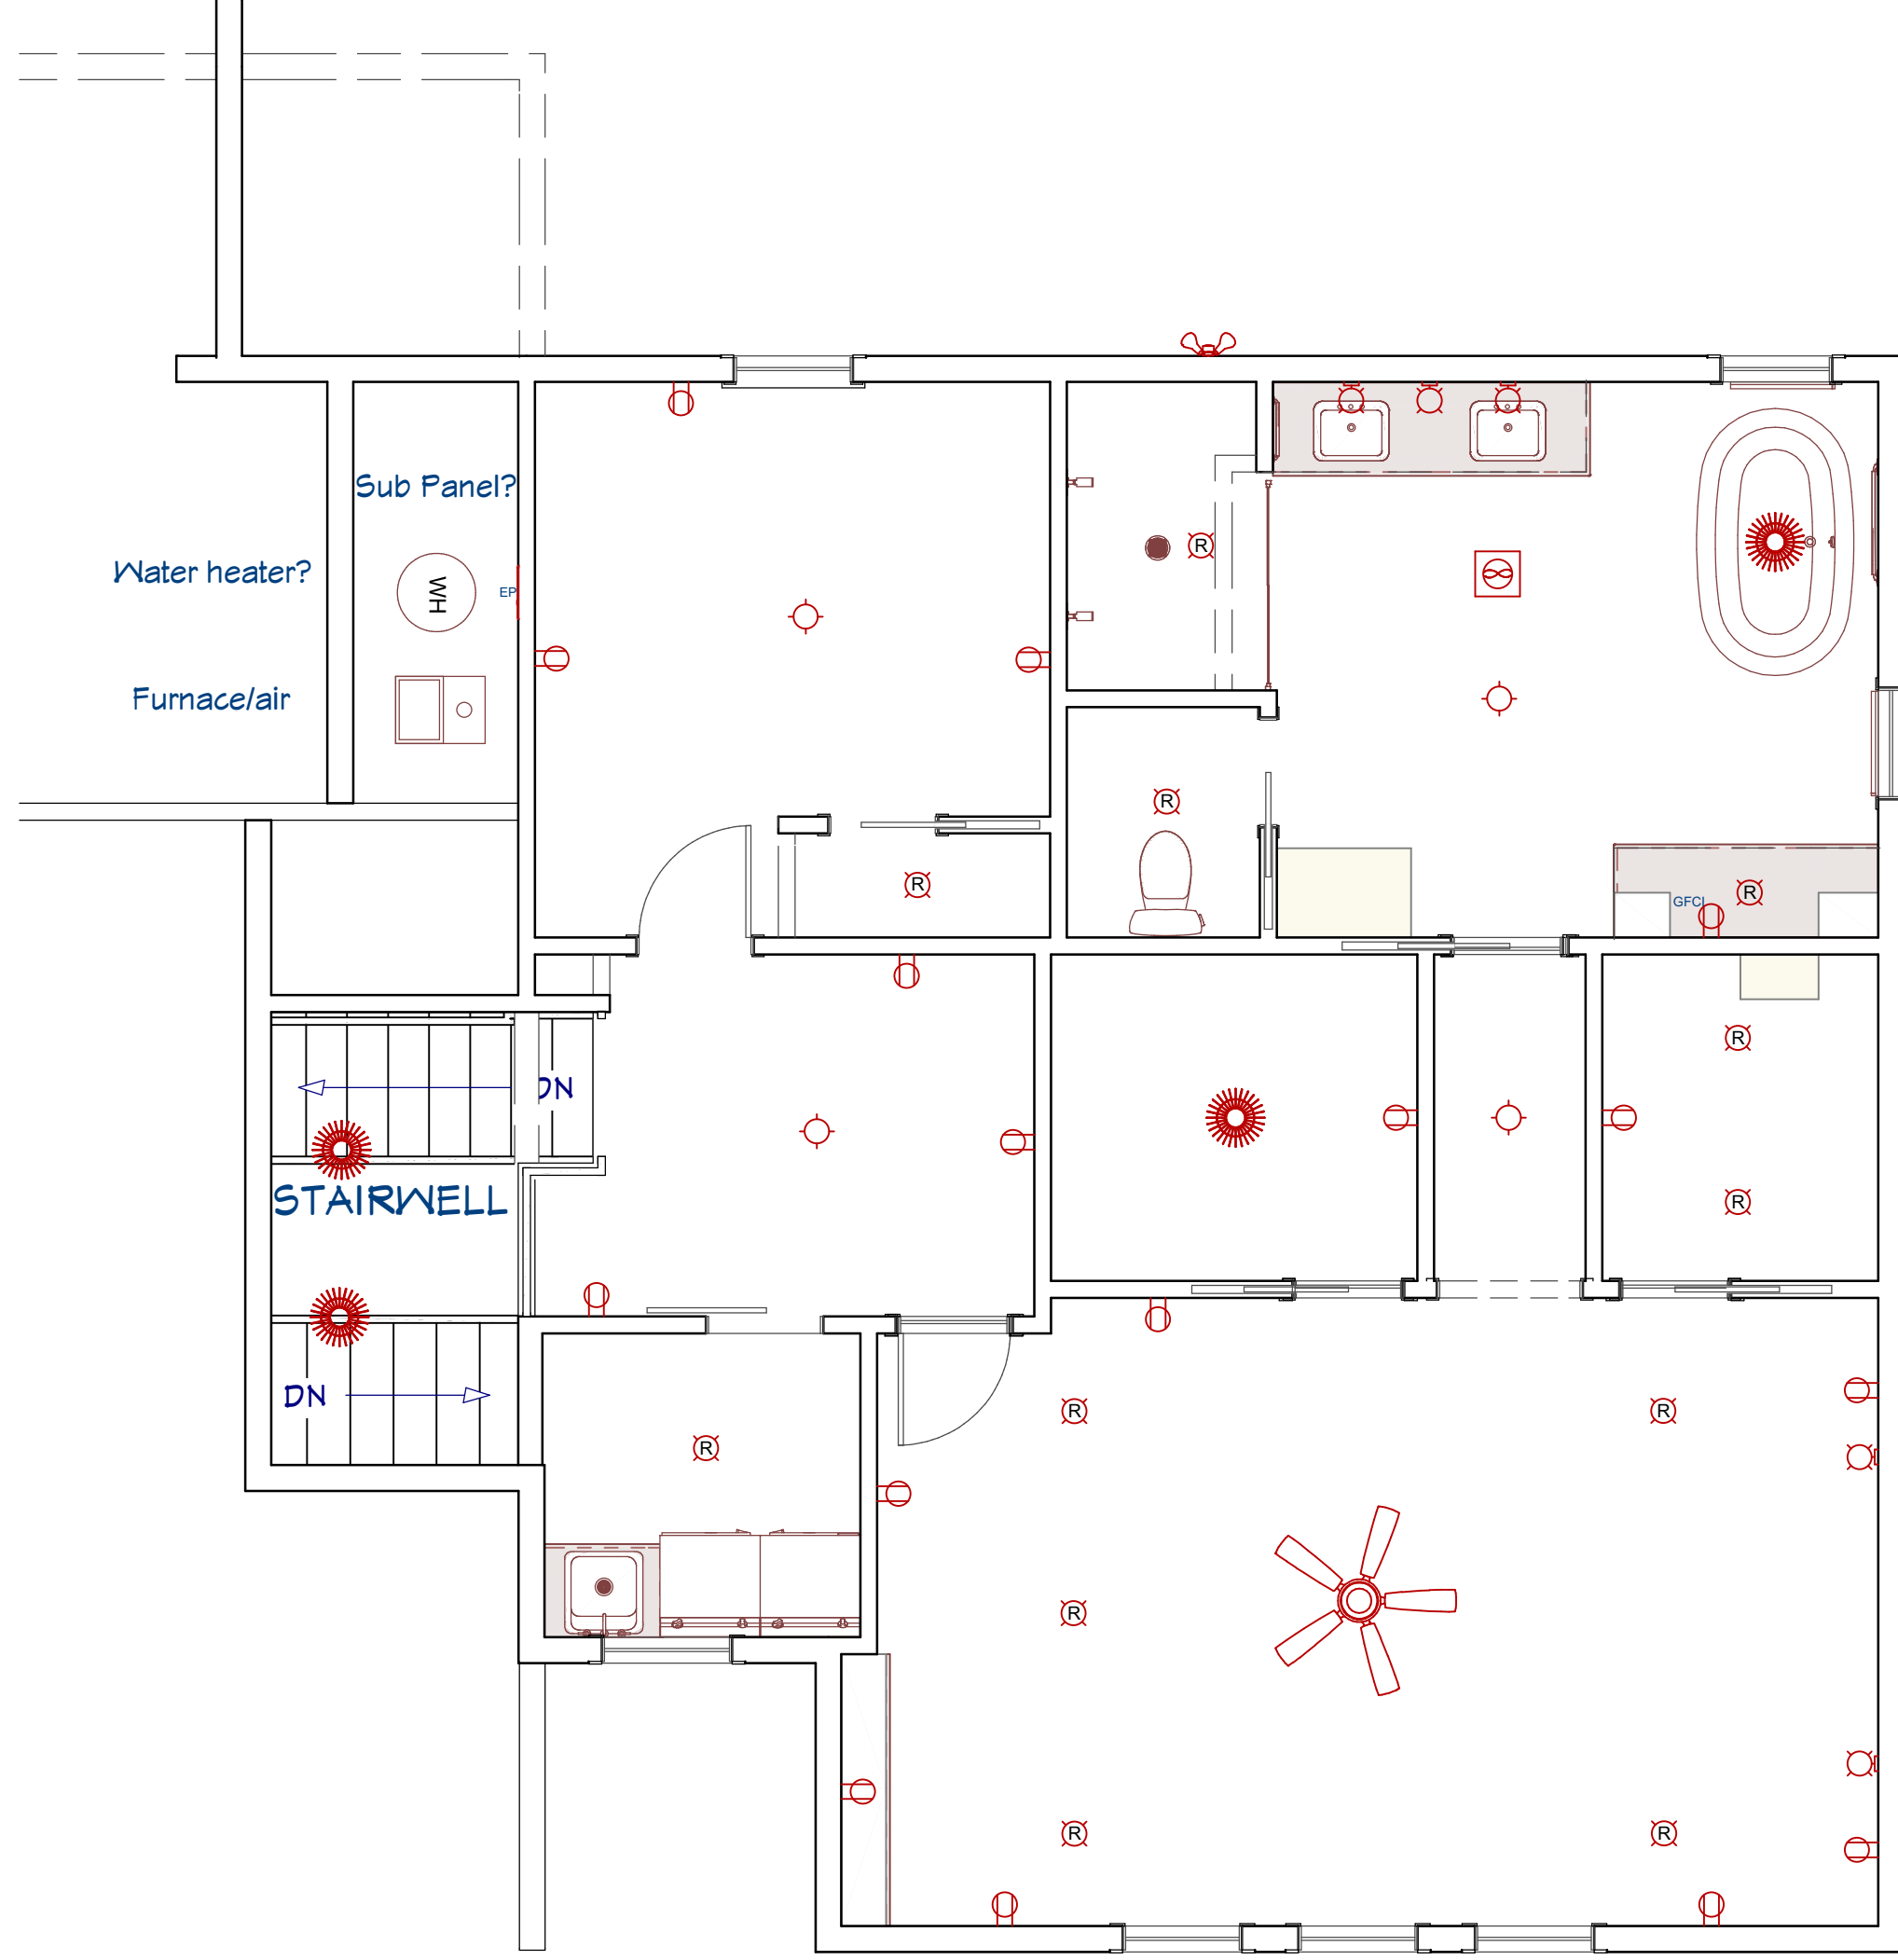 Sub Panel?
Water heater?
WH
EP
Furnace/air
R
R
R
R
GFCI
DN
R
STAIRWELL
R
DN
R
R
R
R
R
R